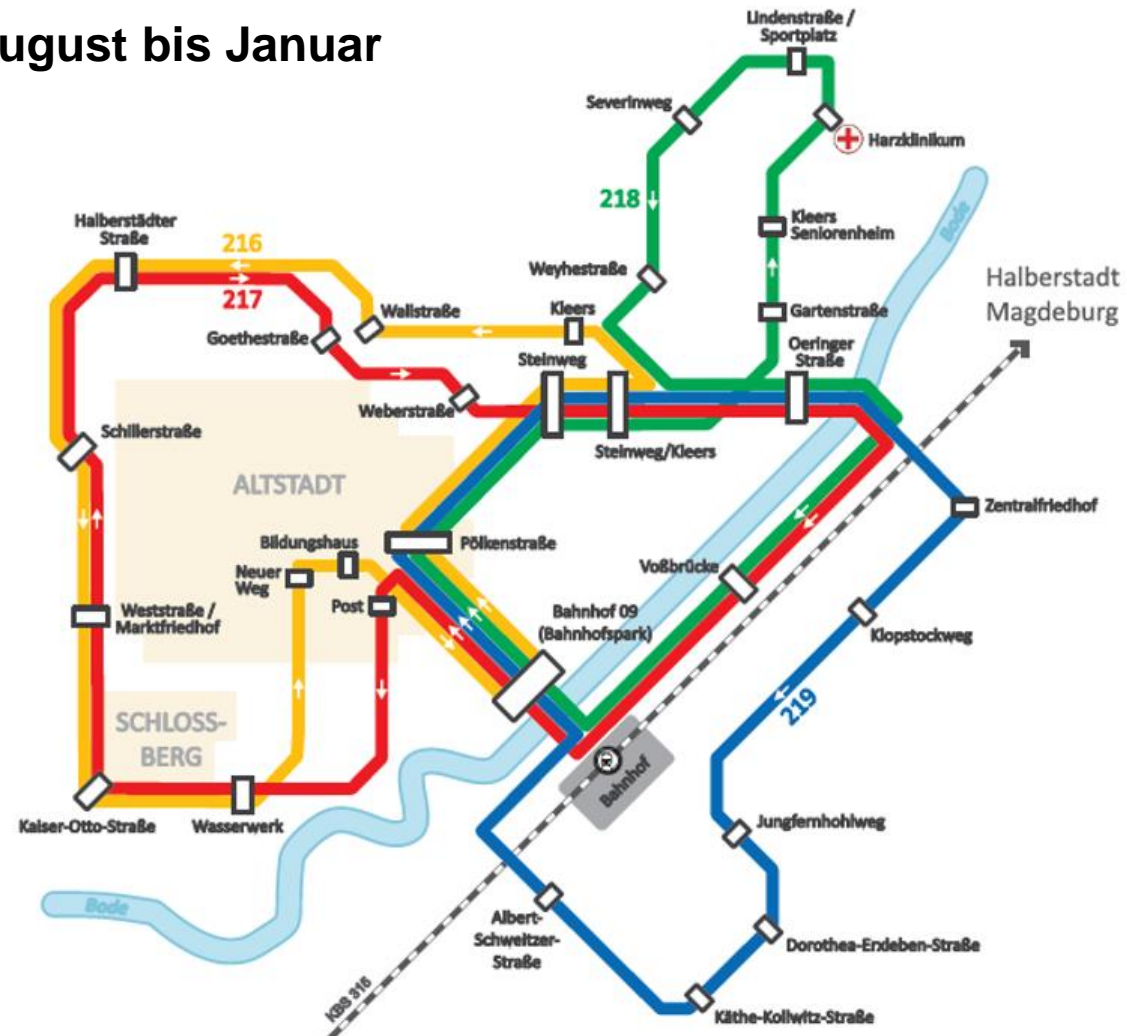 ugust bis Januar
Lindenstraße /
Sportplatz
Severinweg
Harzklinikum
218
Kleers
Seniorenheim
Bode
Halberstädter
Straße
216
217
Weyhestraße
Halberstadt
Magdeburg
Wallstraße
Kleers
Gartenstraße
Goethestraße
Steinweg
Oeringer
Straße
Weberstraße
Schillerstraße
Steinweg/Kleers
ALTSTADT
Zentralfriedhof
Bildungshaus
Pölkenstraße
Neuer
Weg
Voßbrücke
Post
Weststraße /
Marktfriedhof
Bahnhof 09
(Bahnhofspark)
Klopstockweg
219
SCHLOSS-
BERG
Bahnhof
Kaiser-Otto-Straße
Wasserwerk
Jungfernhohlweg
Bode
Albert-
Schweitzer-
Straße
Dorothea-Erxleben-Straße
KBS 315
Käthe-Kollwitz-Straße